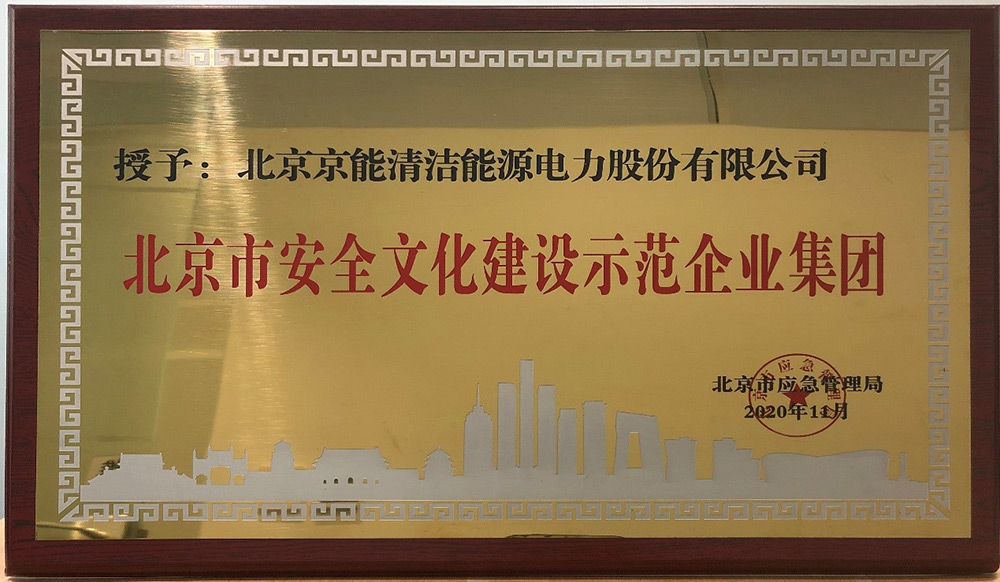 授予：北京京能清洁能源电力股份有限公司
北京市安全文化建设示范企业集团
北京市应急管理局
2020年11月